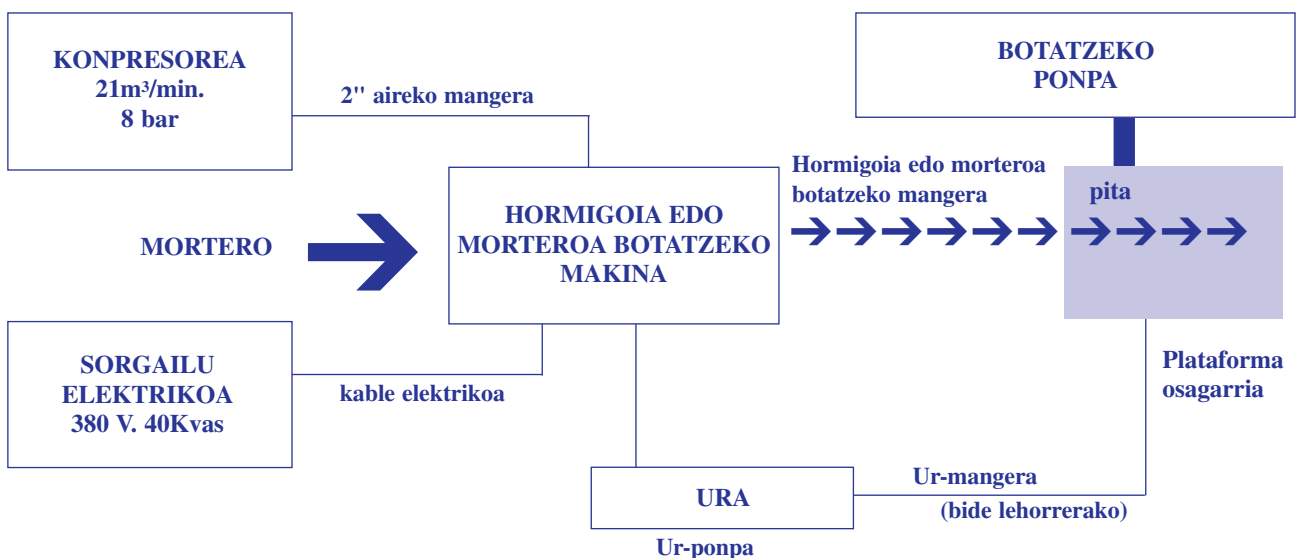 KONPRESOREA
21m³/min.
8 bar
2" aireko mangera
BOTATZEKO
PONPA
MORTERO
HORMIGOIA EDO
MORTEROA BOTATZEKO
MAKINA
Hormigoia edo morteroa
botatzeko mangera
pita
SORGAILU
ELEKTRIKOA
380 V. 40Kvas
kable elektrikoa
Plataforma
osagarria
URA
Ur-ponpa
Ur-mangera
(bide lehorrerako)